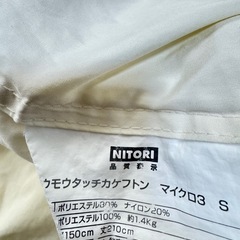 NITORI
品質表示
ウモウタッチカケフトン マイクロ3 S
ポリエステル80% ナイロン20%
ポリエステル100% 約1.4kg
150cm 丈210cm